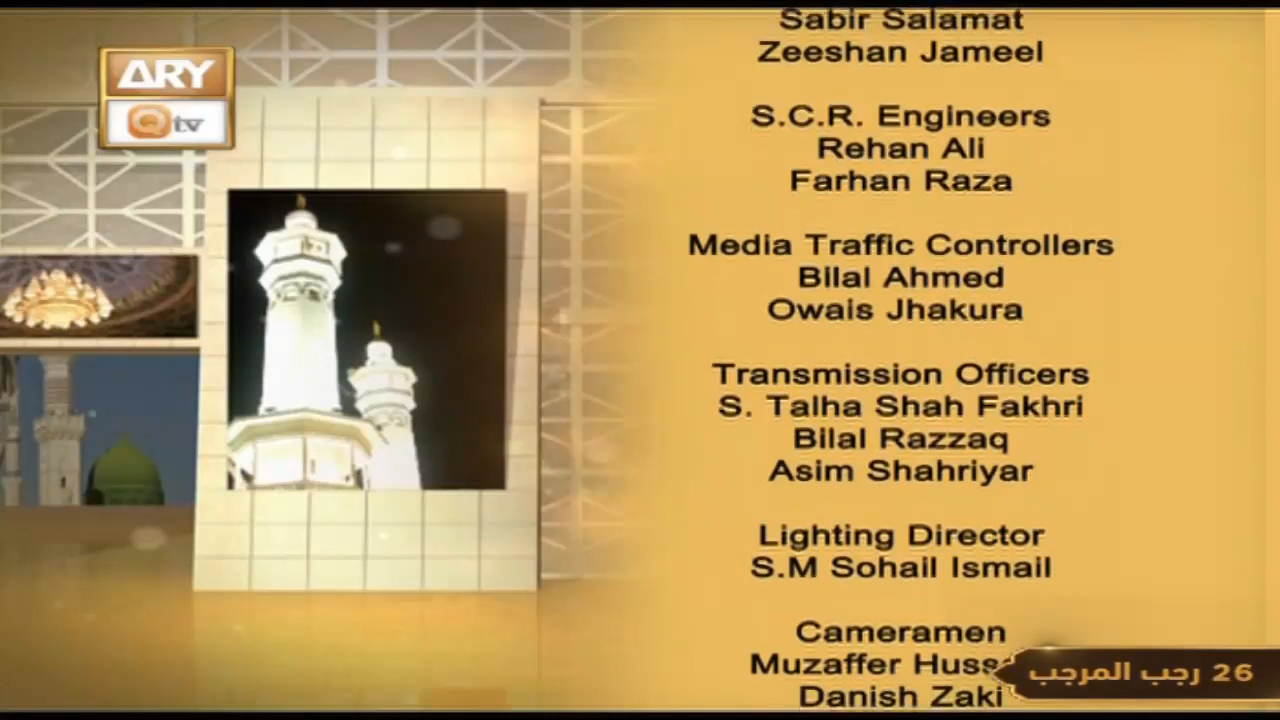 ARY
Qtv
Sabir Salamat
Zeeshan Jameel
S.C.R. Engineers
Rehan Ali
Farhan Raza
Media Traffic Controllers
Bilal Ahmed
Owais Jhakura
Transmission Officers
S. Talha Shah Fakhri
Bilal Razzaq
Asim Shahriyar
Lighting Director
S.M Sohail Ismail
Cameramen
Muzaffer
Danish Zaki
26 رجب المرجب